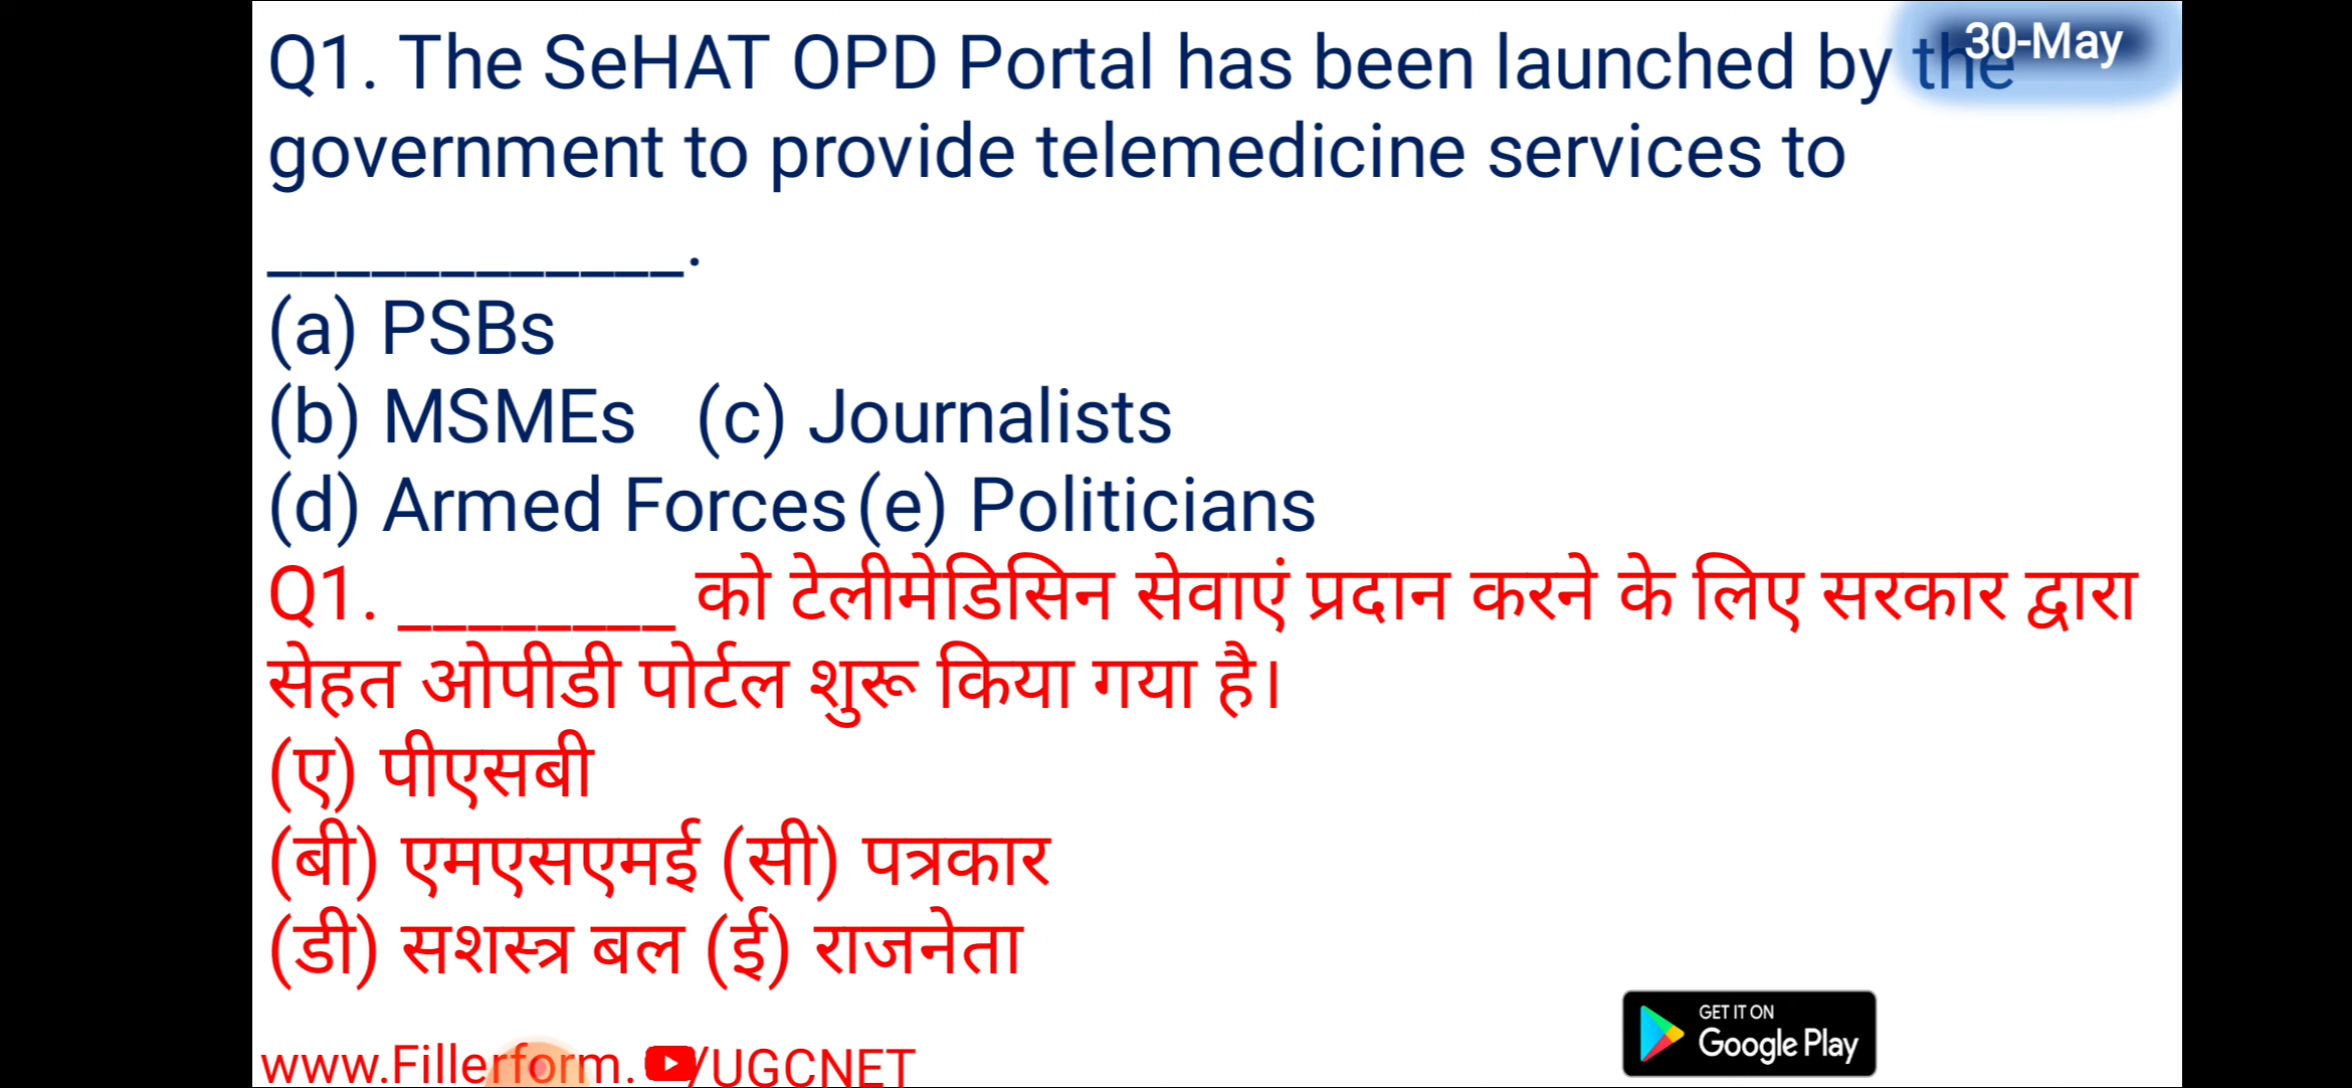 Q1. The SeHAT OPD Portal has been launched by the
30-May
government to provide telemedicine services to
____________.
(a) PSBs
(b) MSMEs (c) Journalists
(d) Armed Forces (e) Politicians
Q1. ________ को टेलीमेडिसिन सेवाएं प्रदान करने के लिए सरकार द्वारा
सेहत ओपीडी पोर्टल शुरू किया गया है।
(ए) पीएसबी
(बी) एमएसएमई (सी) पत्रकार
(डी) सशस्त्र बल (ई) राजनेता
www.Fillerform. /UGCNET
GET IT ON
Google Play